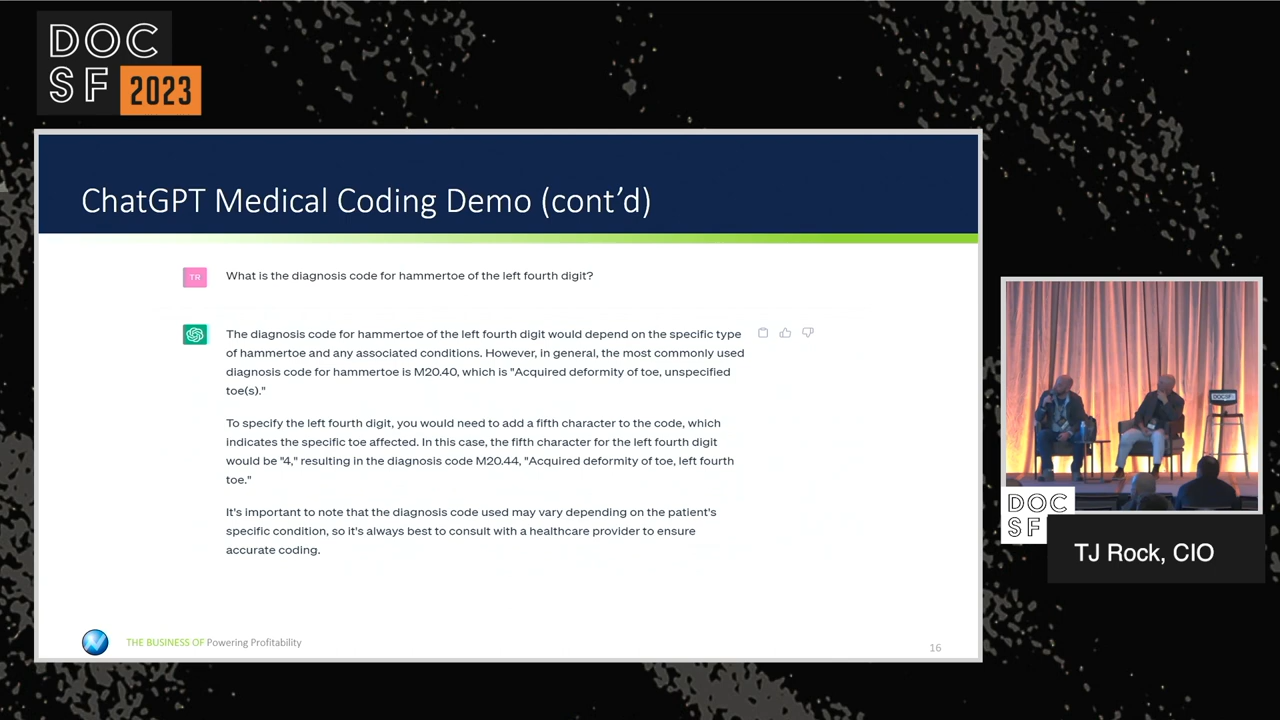 DOC
SF 2023
ChatGPT Medical Coding Demo (cont’d)
TR
What is the diagnosis code for hammertoe of the left fourth digit?
The diagnosis code for hammertoe of the left fourth digit would depend on the specific type
of hammertoe and any associated conditions. However, in general, the most commonly used
diagnosis code for hammertoe is M20.40, which is "Acquired deformity of toe, unspecified
toe(s)."
To specify the left fourth digit, you would need to add a fifth character to the code, which
indicates the specific toe affected. In this case, the fifth character for the left fourth digit
would be "4," resulting in the diagnosis code M20.44, "Acquired deformity of toe, left fourth
toe."
It's important to note that the diagnosis code used may vary depending on the patient's
specific condition, so it's always best to consult with a healthcare provider to ensure
accurate coding.
THE BUSINESS OF Powering Profitability
16
DOCSF
DOC
SF
TJ Rock, CIO